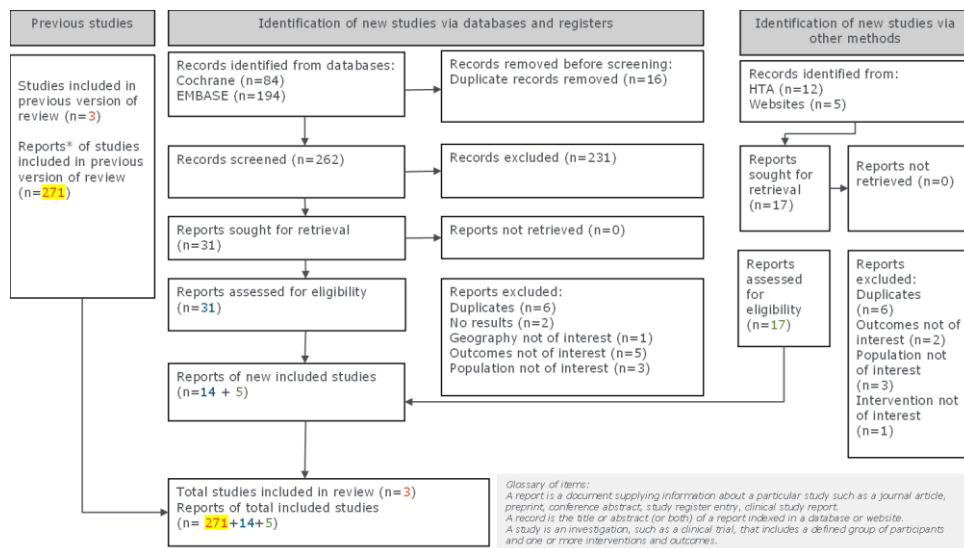 Previous studies
Identification of new studies via databases and registers
Identification of new studies via
other methods
Studies included in
previous version of
review (n=3)
Reports* of studies
included in previous
version of review
(n=271)
Records identified from databases:
Cochrane (n=84)
EMBASE (n=194)
Records removed before screening:
Duplicate records removed (n=16)
Records screened (n=262)
Records excluded (n=231)
Reports sought for retrieval
(n=31)
Reports not retrieved (n=0)
Reports assessed for eligibility
(n=31)
Reports excluded:
Duplicates (n=6)
No results (n=2)
Geography not of interest (n=1)
Outcomes not of interest (n=5)
Population not of interest (n=3)
Reports of new included studies
(n=14 + 5)
Records identified from:
HTA (n=12)
Websites (n=5)
Reports
sought for
retrieval
(n=17)
Reports not
retrieved (n=0)
Reports
assessed
for
eligibility
(n=17)
Reports
excluded:
Duplicates
(n=6)
Outcomes not of
interest (n=2)
Population not
of interest
(n=3)
Intervention not
of interest
(n=1)
Total studies included in review (n=3)
Reports of total included studies
(n= 271+14+5)
Glossary of items:
A report is a document supplying information about a particular study such as a journal article,
preprint, conference abstract, study register entry, clinical study report.
A record is the title or abstract (or both) of a report indexed in a database or website.
A study is an investigation, such as a clinical trial, that includes a defined group of participants
and one or more interventions and outcomes.